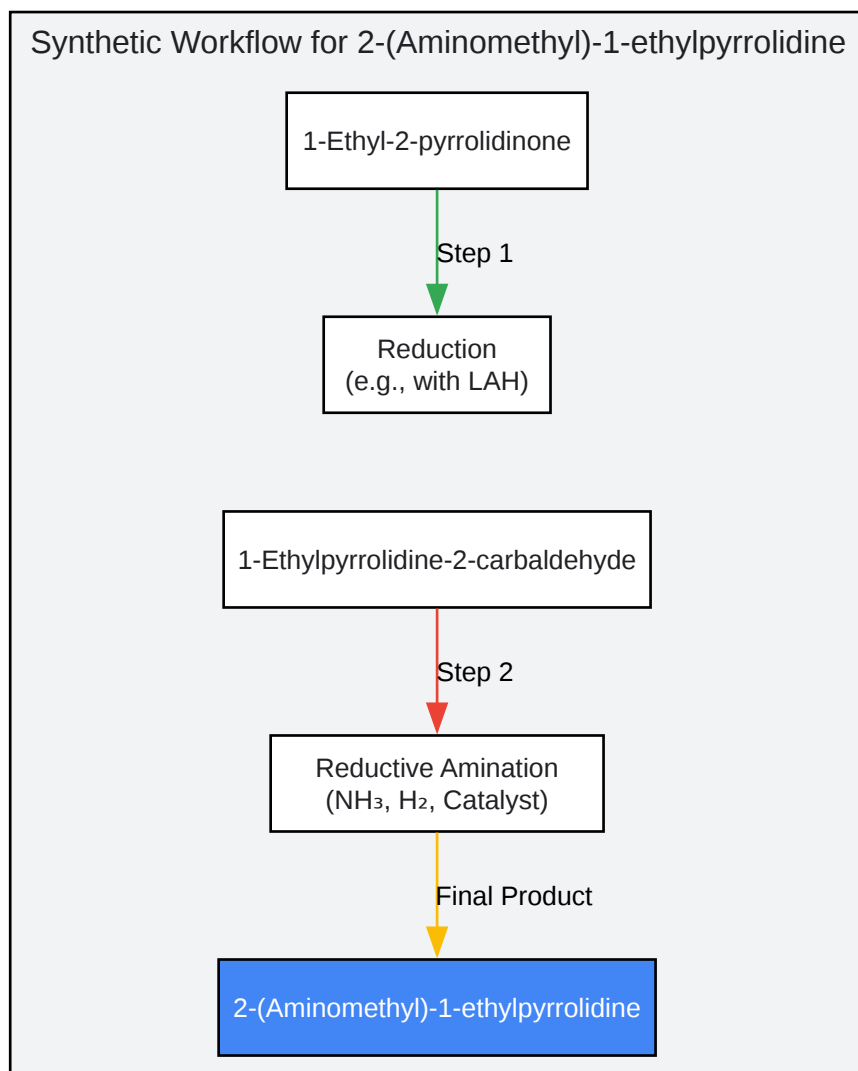 Synthetic Workflow for 2-(Aminomethyl)-1-ethylpyrrolidine
1-Ethyl-2-pyrrolidinone
Step 1
Reduction
(e.g., with LAH)
1-Ethylpyrrolidine-2-carbaldehyde
Step 2
Reductive Amination
(NH₃, H₂, Catalyst)
Final Product
2-(Aminomethyl)-1-ethylpyrrolidine